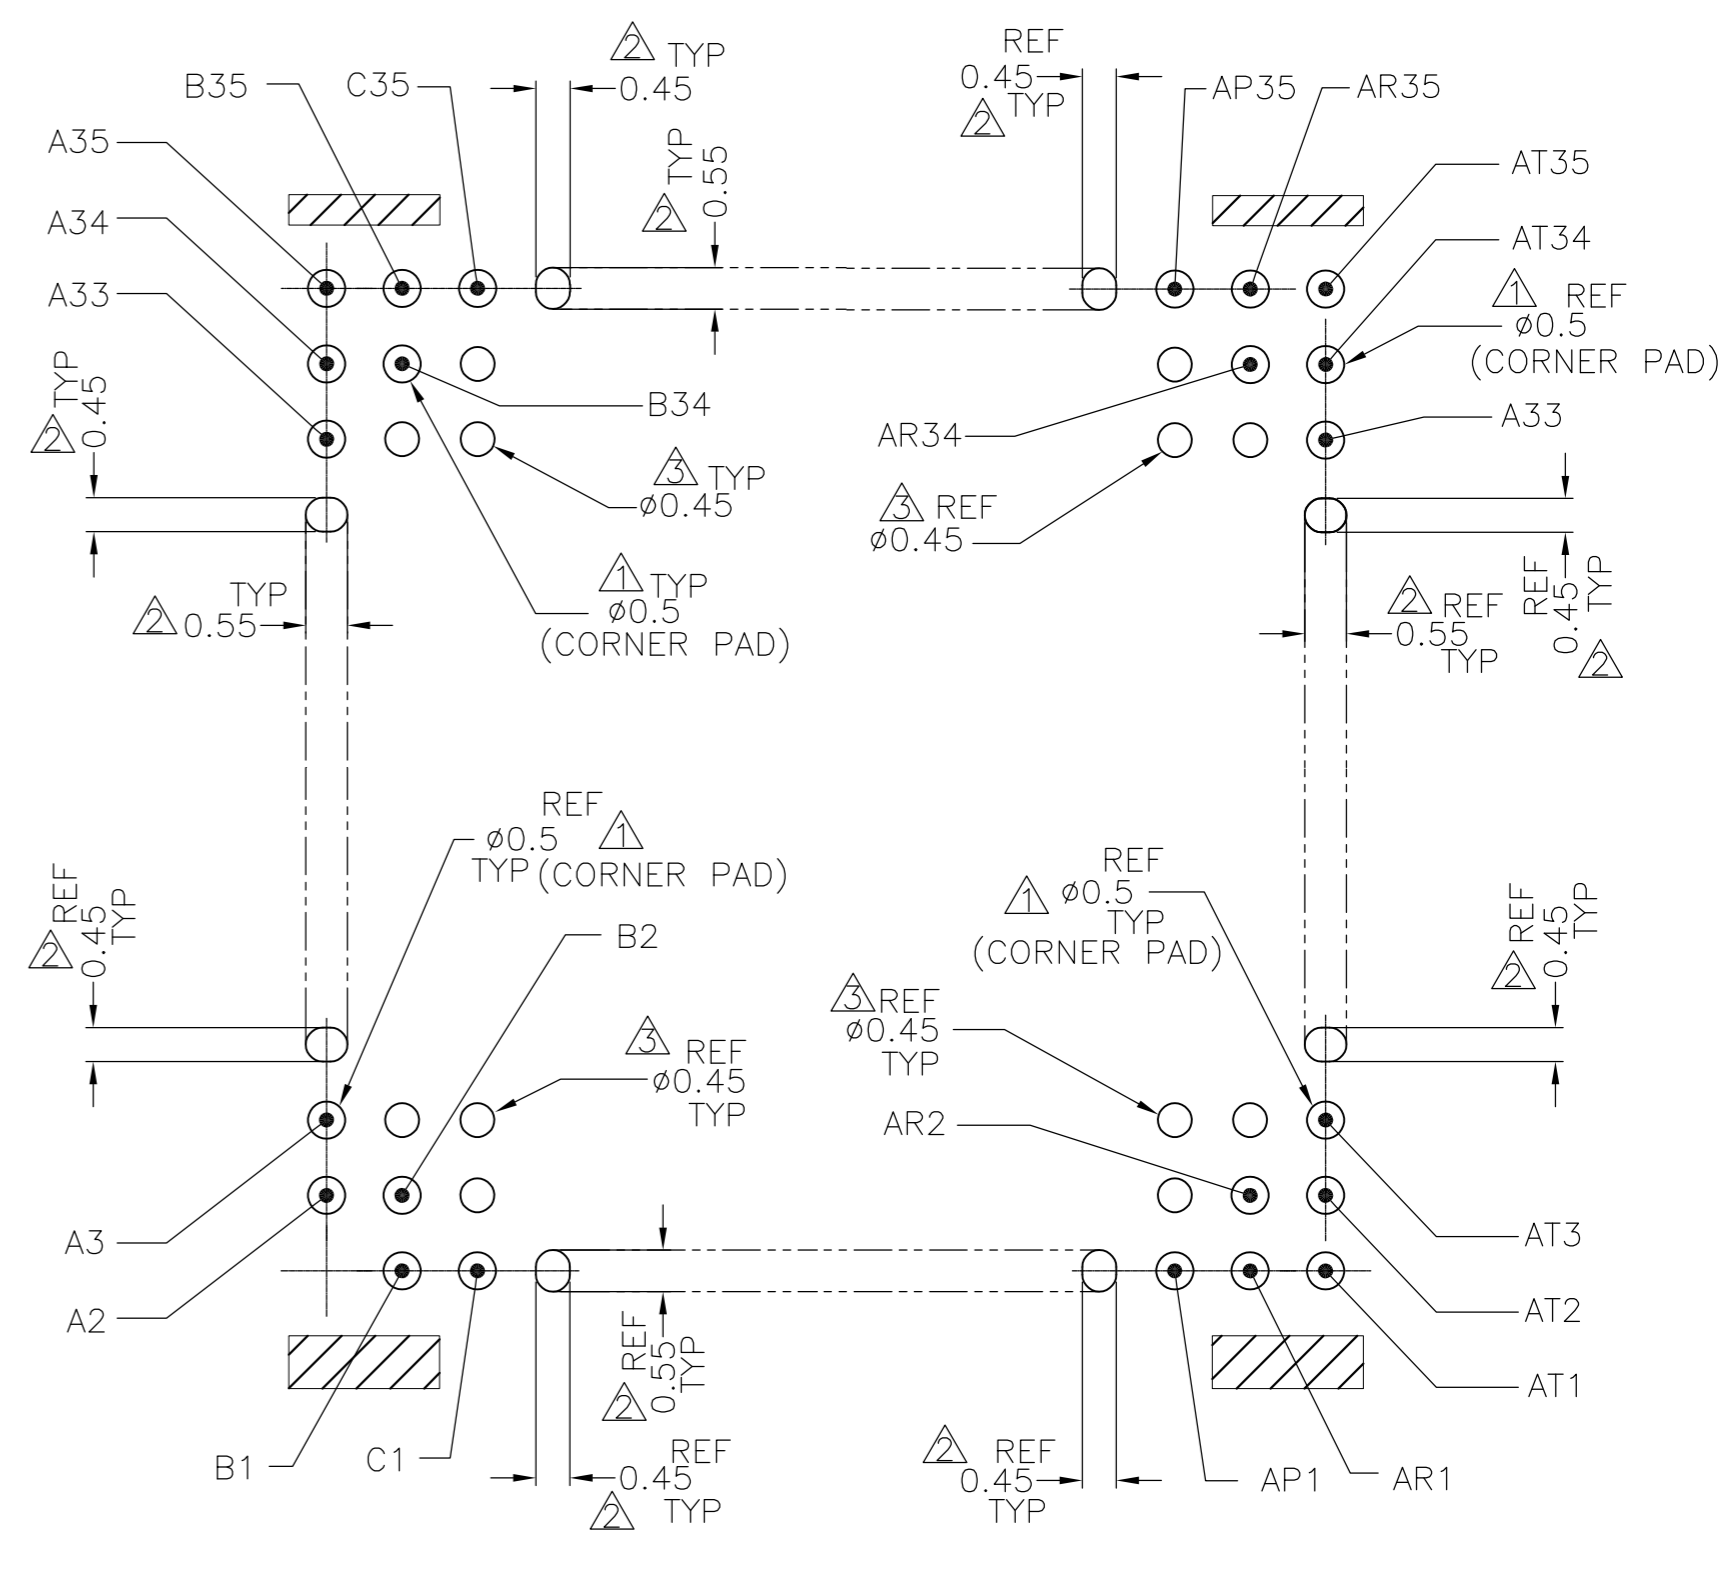 2 TYP
0.45
REF
0.45
TYP
2
B35
C35
AP35
AR35
A35
TYP
0.55
2
AT35
A34
AT34
A33
1 REF
ø0.5
(CORNER PAD)
TYP
0.45
2
B34
AR34
A33
3 TYP
ø0.45
3 REF
ø0.45
1 TYP
ø0.5
(CORNER PAD)
TYP
2 0.55
2 REF
0.55
TYP
REF
0.45
TYP
2
REF
ø0.5 1
TYP (CORNER PAD)
REF
1 ø0.5
TYP
(CORNER PAD)
REF
0.45
TYP
2
REF
0.45
TYP
2
B2
3 REF
ø0.45
TYP
3 REF
ø0.45
TYP
AR2
A3
AT3
A2
AT2
REF
0.55
TYP
2
AT1
B1
C1
REF
0.45
TYP
2
2 REF
0.45
TYP
AP1
AR1